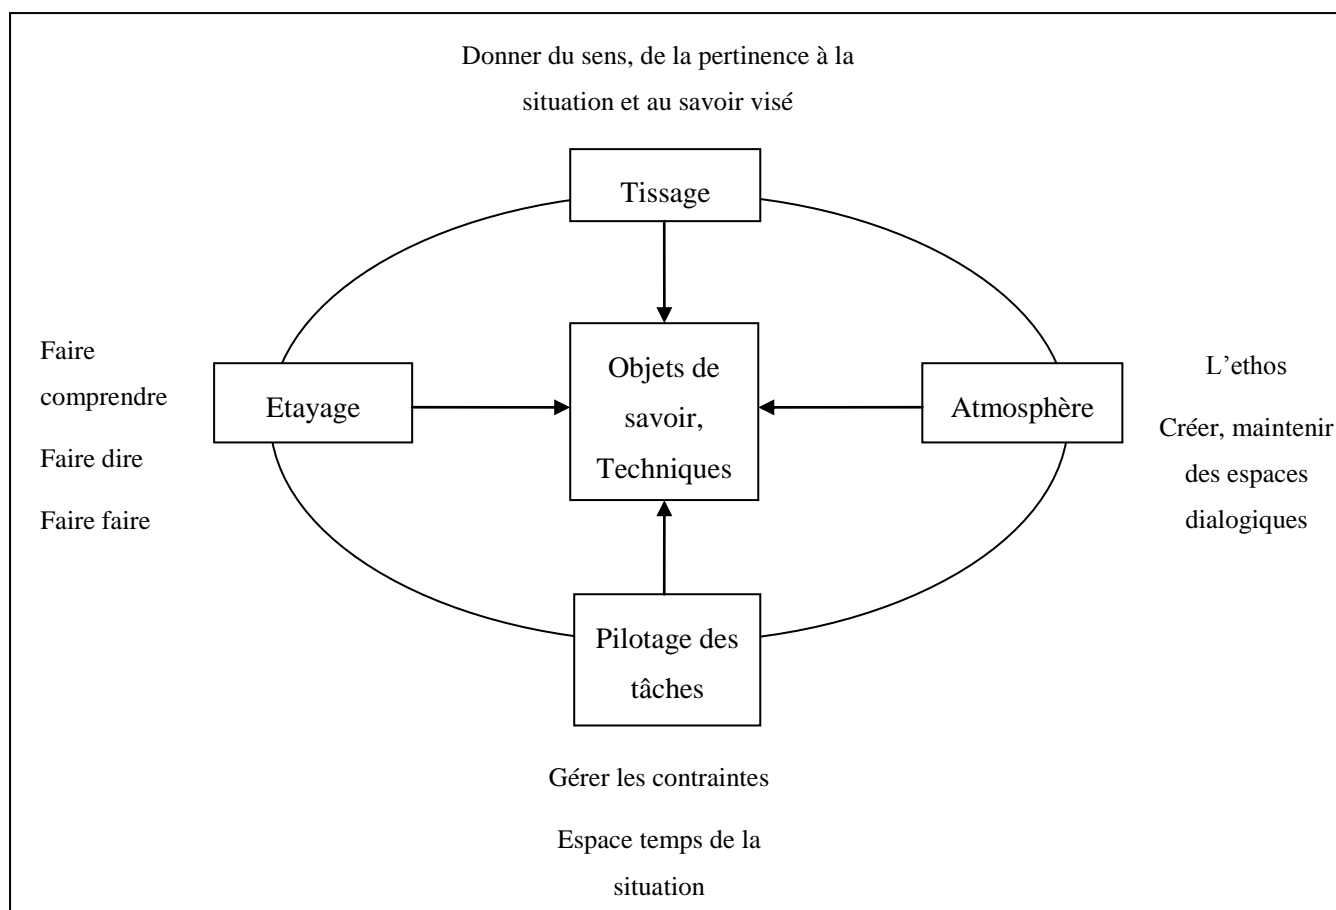 Donner du sens, de la pertinence à la
situation et au savoir visé
Tissage
Faire
comprendre
Faire dire
Faire faire
Etayage
Objets de
savoir,
Techniques
Atmosphère
L’ethos
Créer, maintenir
des espaces
dialogiques
Pilotage des
tâches
Gérer les contraintes
Espace temps de la
situation